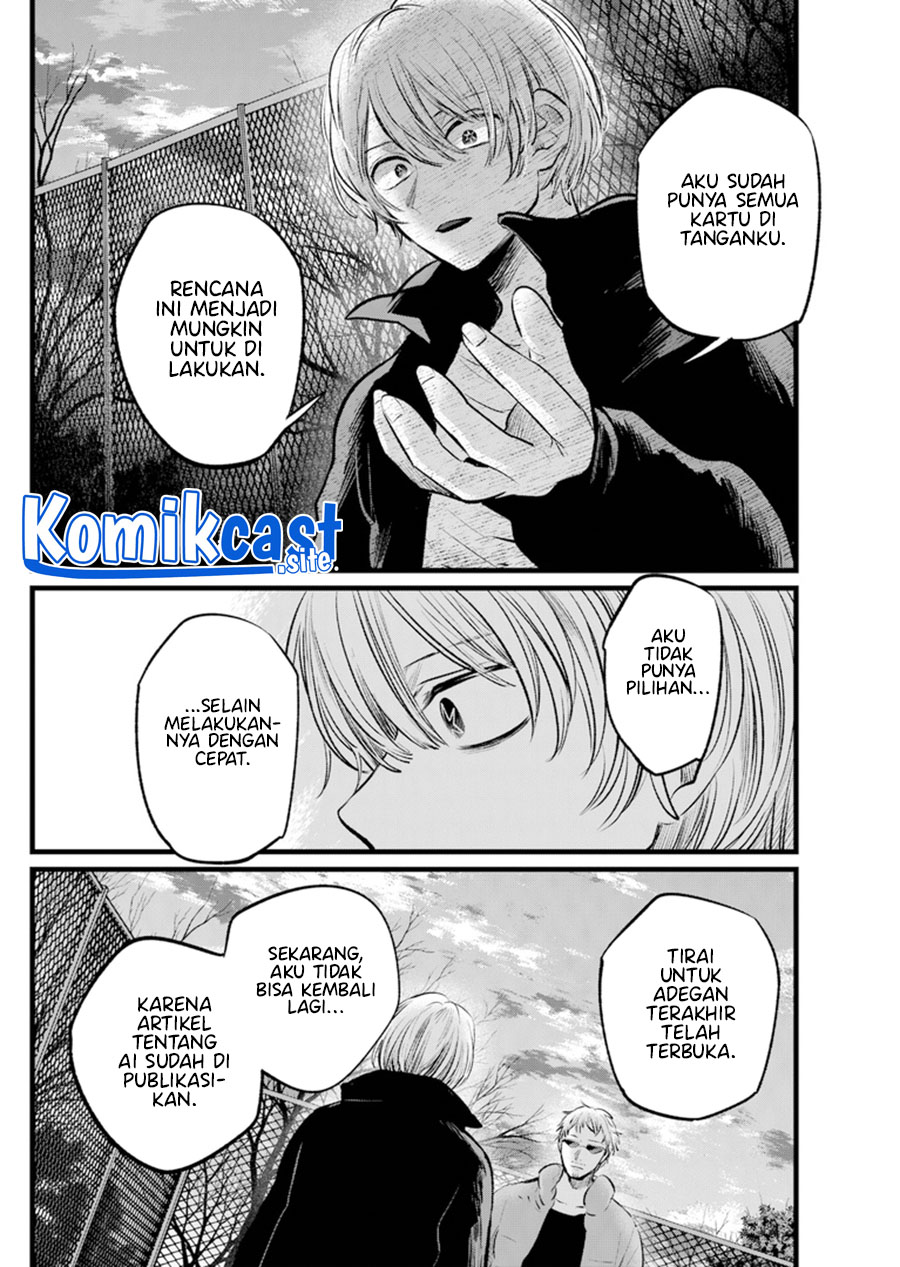 AKU SUDAH
PUNYA SEMUA
KARTU DI
TANGANKU.
RENCANA
INI MENJADI
MUNGKIN
UNTUK DI
LAKUKAN.
Komikcast
.site
AKU
TIDAK
PUNYA
PILIHAN...
...SELAIN
MELAKUKAN-
NYA DENGAN
CEPAT.
TIRAI
UNTUK
ADEGAN
TERAKHIR
TELAH
TERBUKA.
SEKARANG,
AKU TIDAK
BISA KEMBALI
LAGI...
KARENA
ARTIKEL
TENTANG
AI SUDAH DI
PUBLIKASI-
KAN.